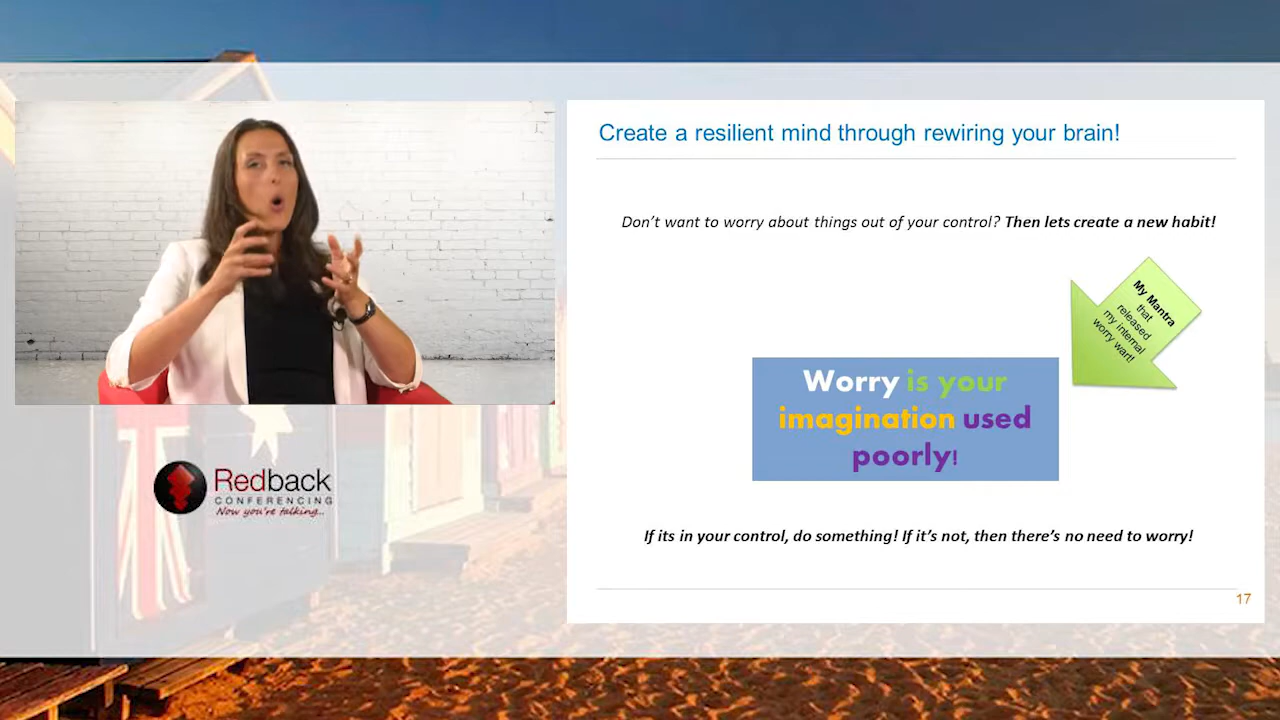 Create a resilient mind through rewiring your brain!
Don't want to worry about things out of your control? Then lets create a new habit!
My Mantra
that
released
my internal
worry wart!
Worry is your
imagination used
poorly!
If its in your control, do something! If it's not, then there's no need to worry!
17
Redback
CONFERENCING
Now you're talking..